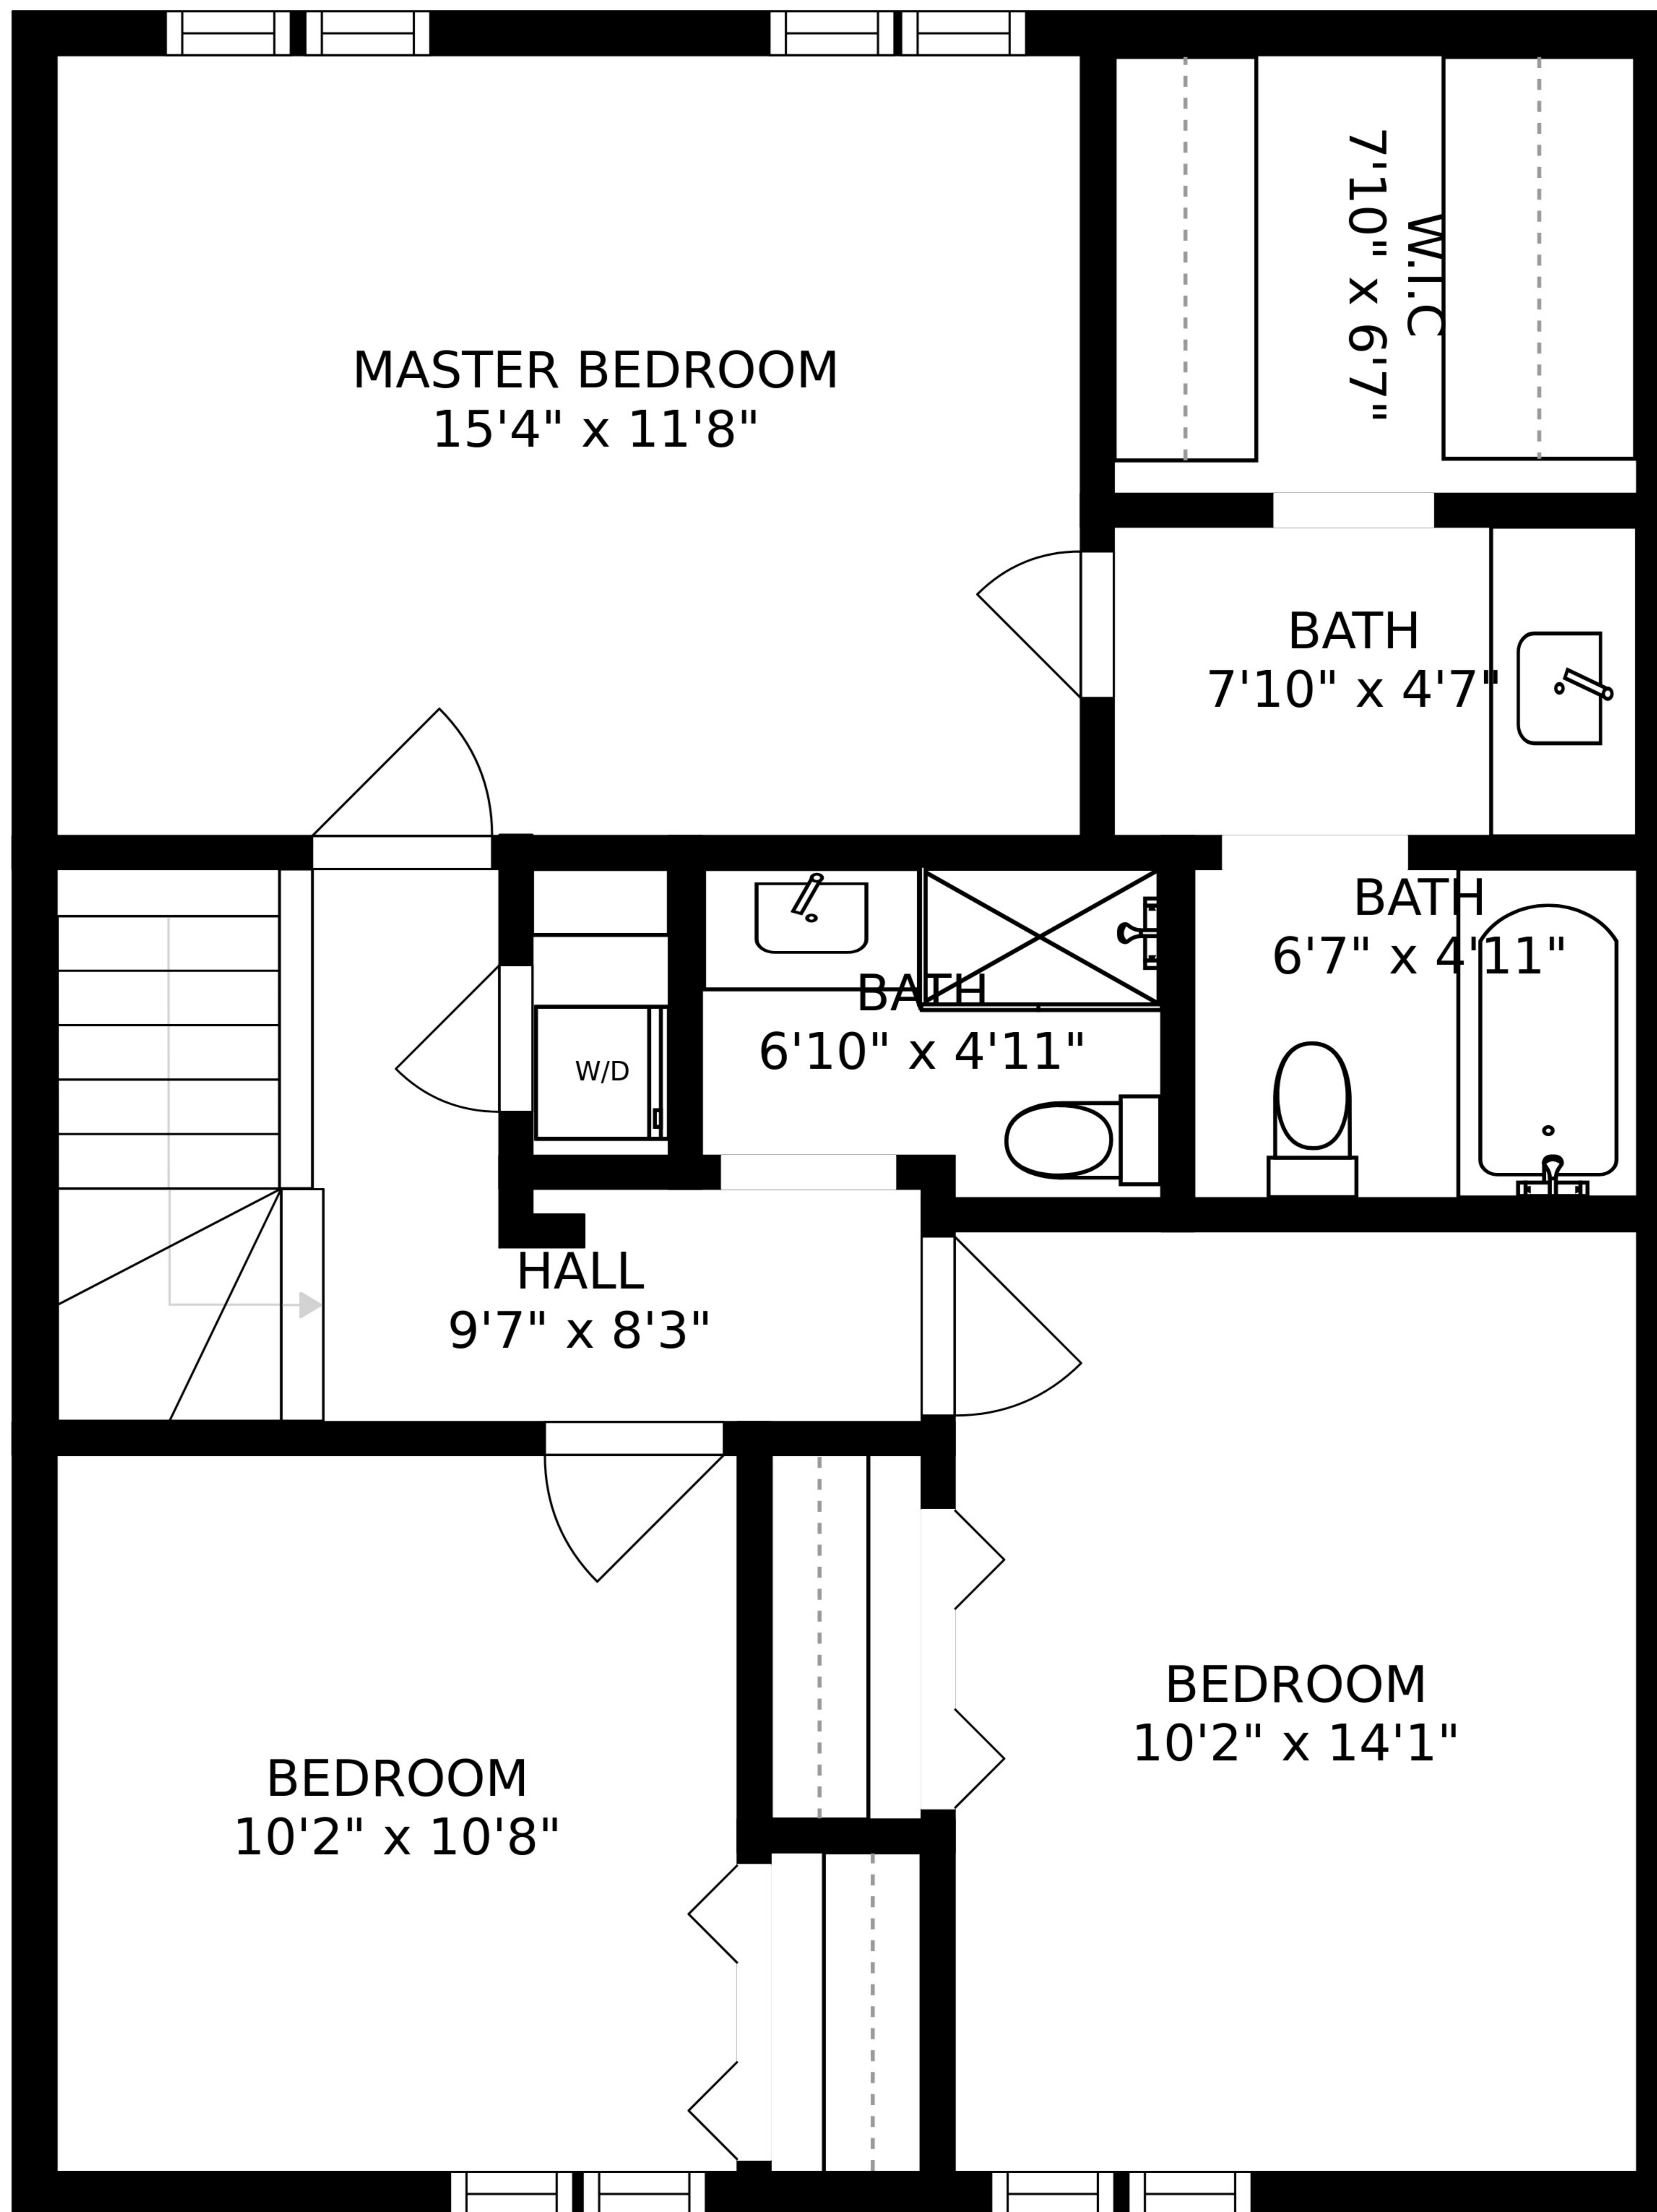 MASTER BEDROOM
15'4" x 11'8"
W.I.C
7'10" x 6'7"
BATH
7'10" x 4'7"
BATH
6'7" x 4'11"
BATH
6'10" x 4'11"
W/D
HALL
9'7" x 8'3"
BEDROOM
10'2" x 14'1"
BEDROOM
10'2" x 10'8"